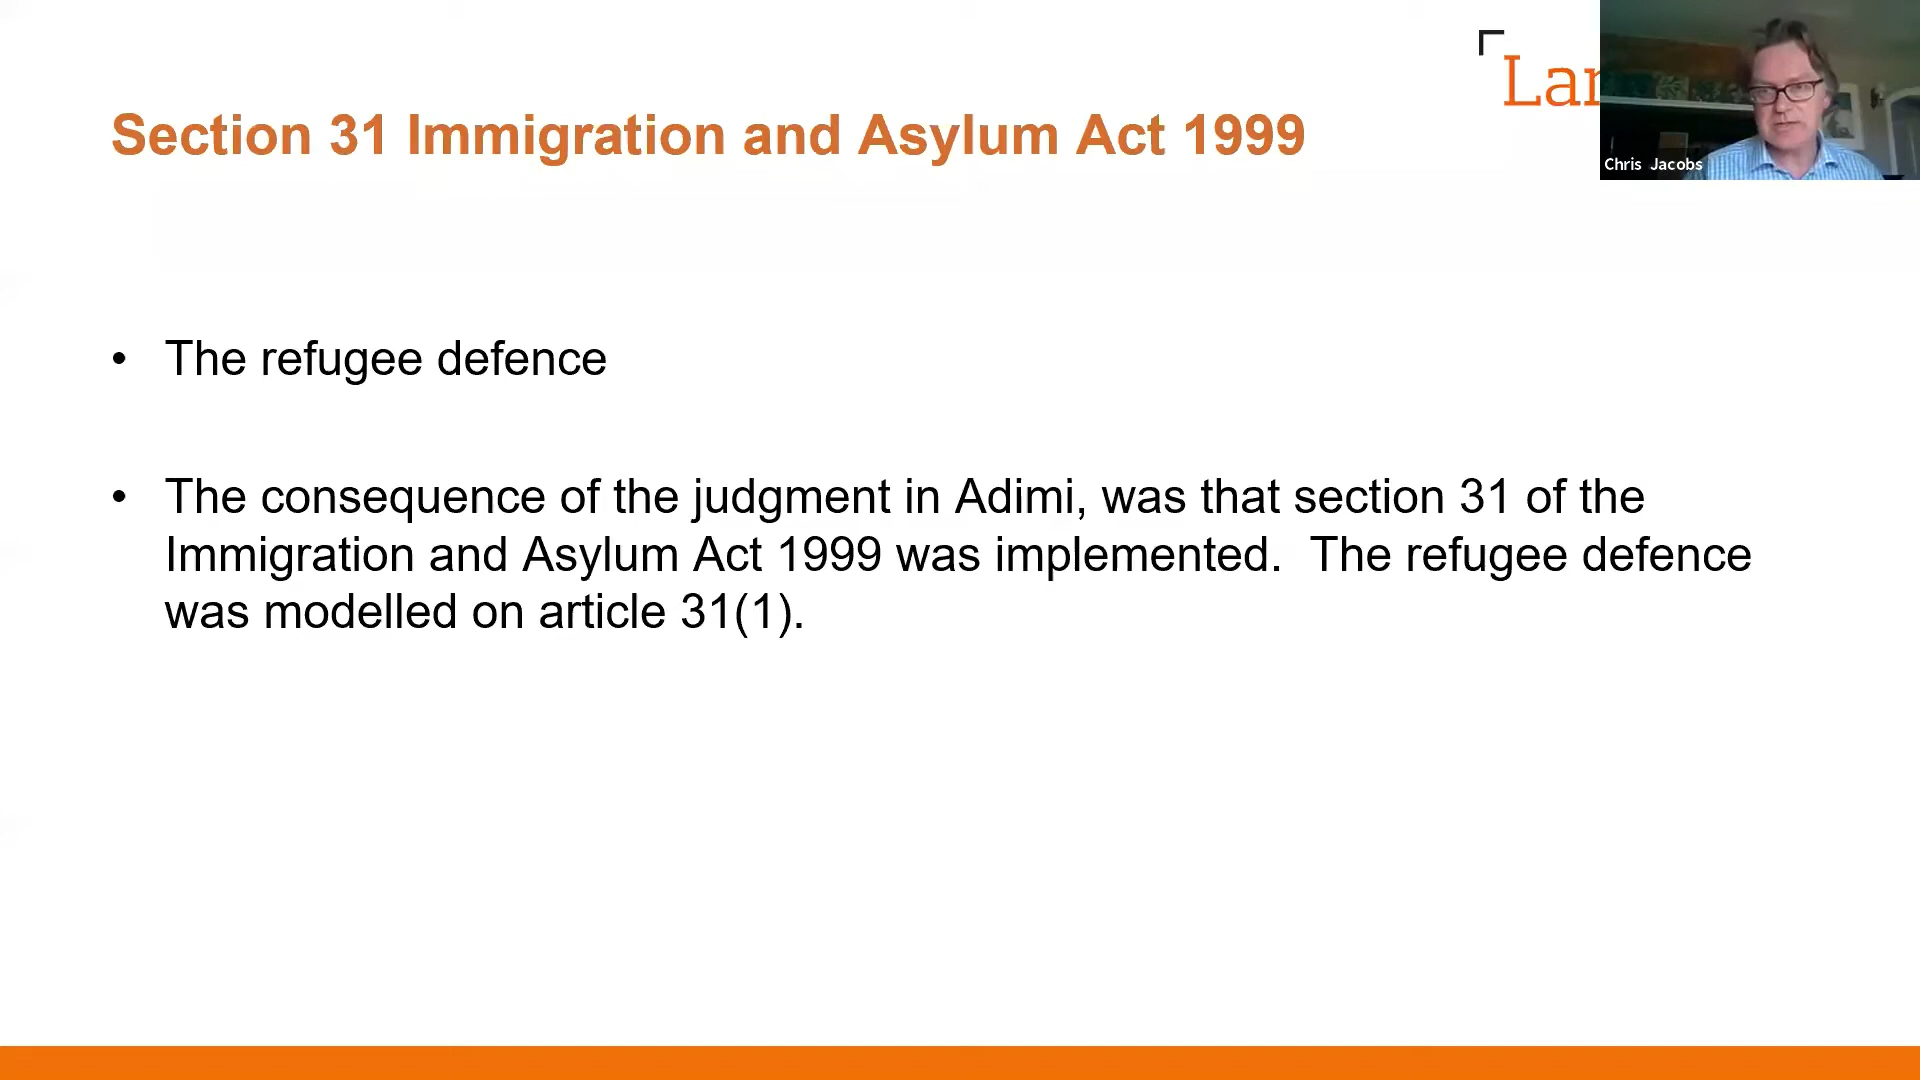 Section 31 Immigration and Asylum Act 1999
Lar
Chris Jacobs
• The refugee defence
• The consequence of the judgment in Adimi, was that section 31 of the
Immigration and Asylum Act 1999 was implemented. The refugee defence
was modelled on article 31(1).